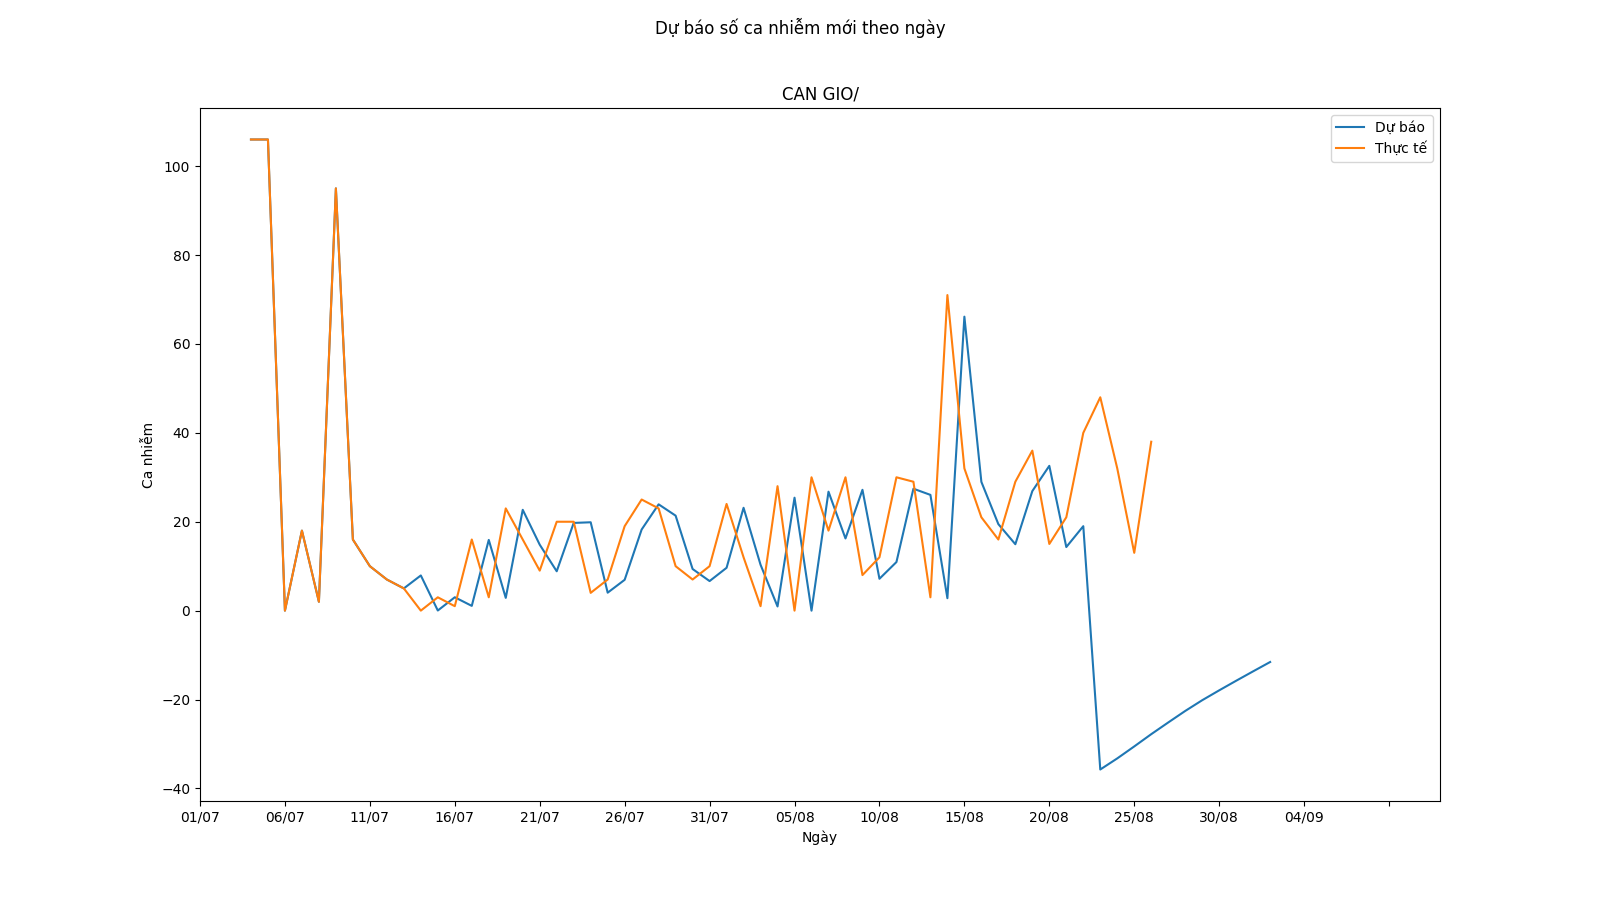 Dự báo số ca nhiễm mới theo ngày
CAN GIO/
Dự báo
Thực tế
100
80
60
40
20
0
−20
−40
Ca nhiễm
01/07 06/07 11/07 16/07 21/07 26/07 31/07 05/08 10/08 15/08 20/08 25/08 30/08 04/09
Ngày